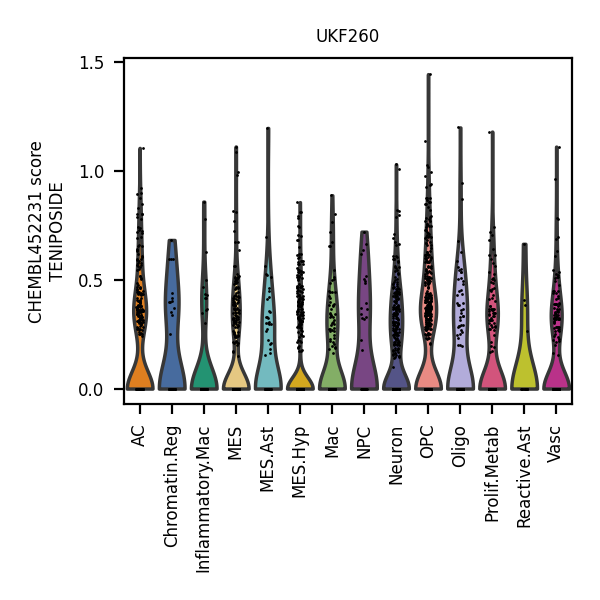 UKF260
CHEMBL452231 score
TENIPOSIDE
1.5
1.0
0.5
0.0
AC
Chromatin.Reg
Inflammatory.Mac
MES
MES.Ast
MES.Hyp
Mac
NPC
Neuron
OPC
Oligo
Prolif.Metab
Reactive.Ast
Vasc